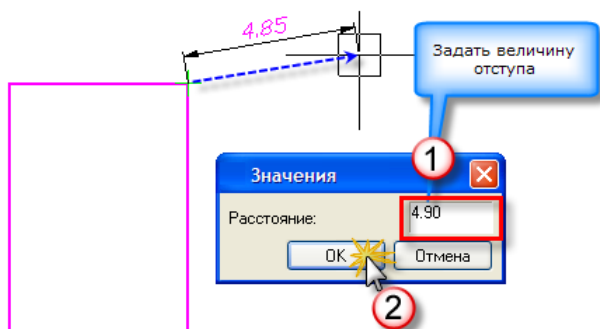 4.85
Задать величину
отступа
1
Значения
Расстояние:
4.90
OK
Отмена
2